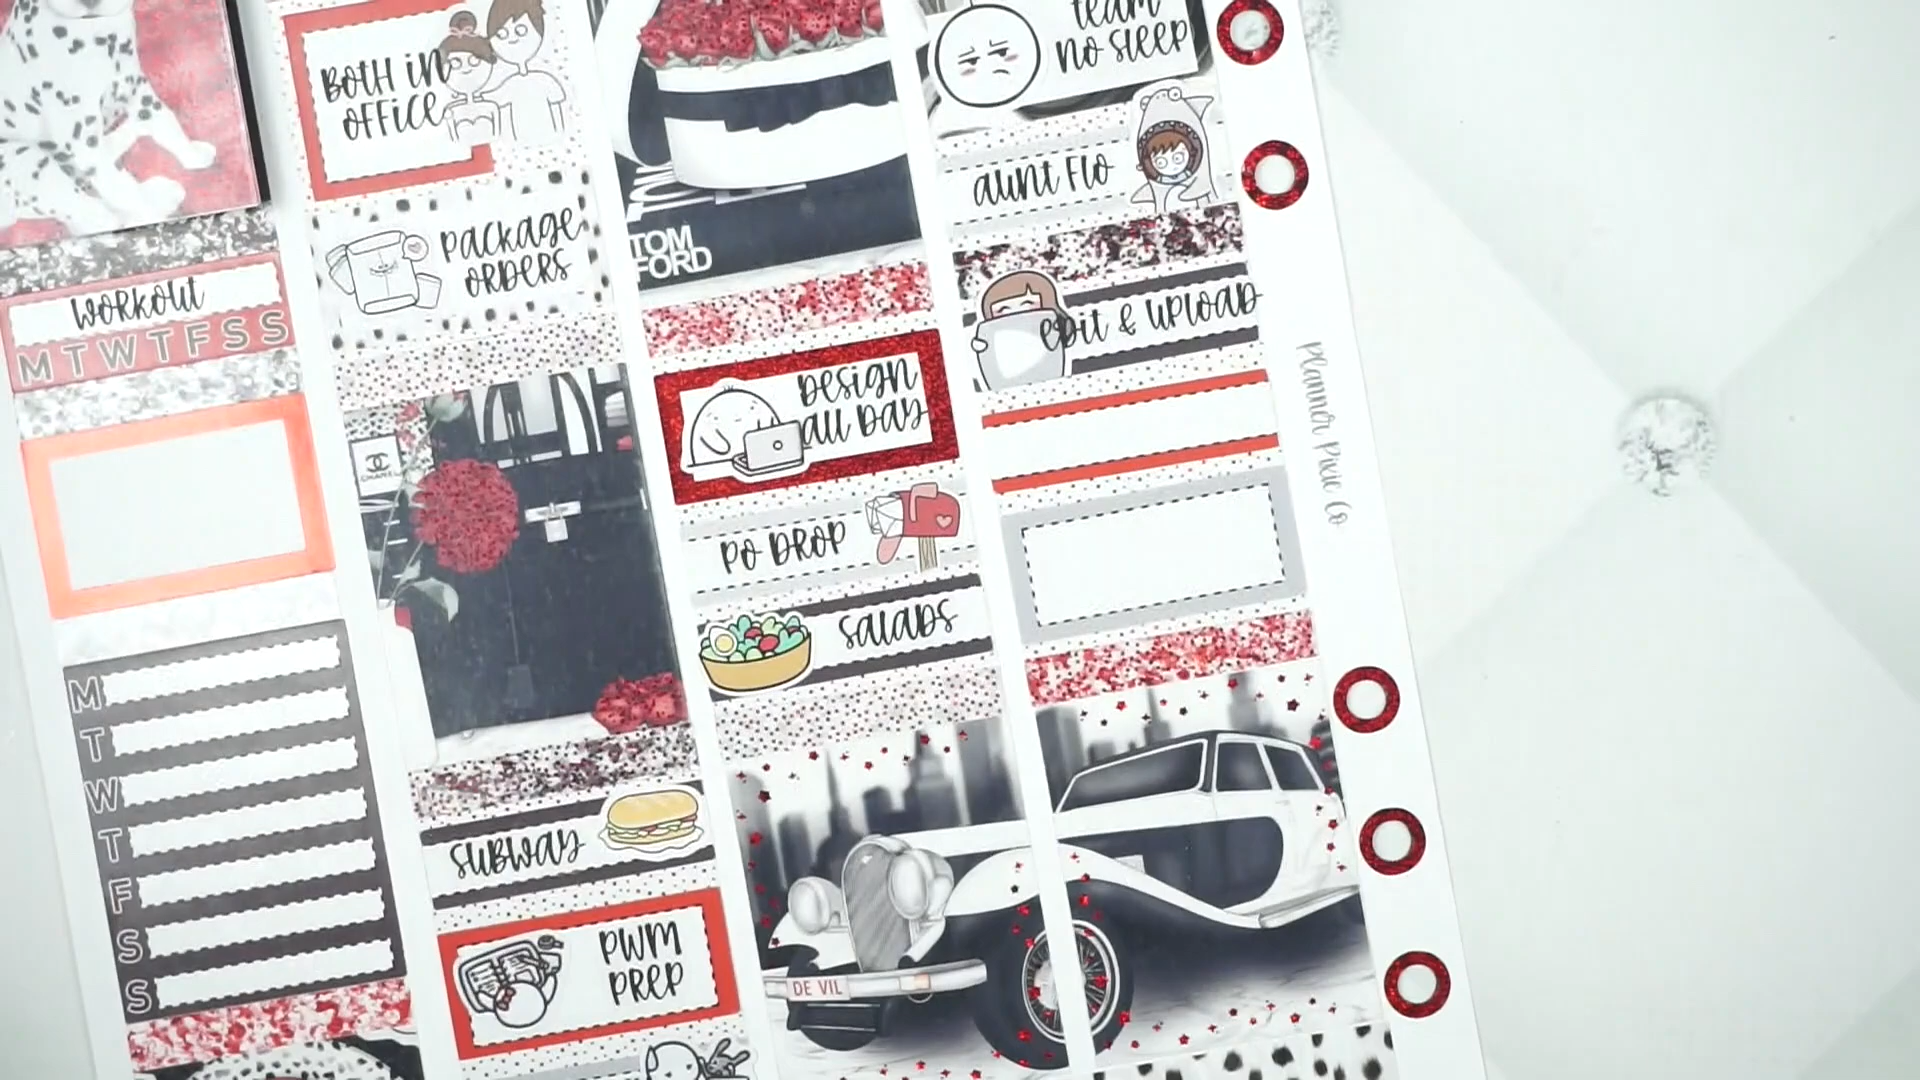 WORKOUT
M T W T F S S
M
T
W
T
F
S
S
BOTH IN
OFFICE
PACKAGE
ORDERS
CHANEL
SUBWAY
PWM
PREP
TOM
FORD
DESIGN
ALL DAY
PO DROP
SALADS
DE VIL
TEAM
NO SLEEP
AUNT FLO
EDIT & UPLOAD
Planner Pixie Co